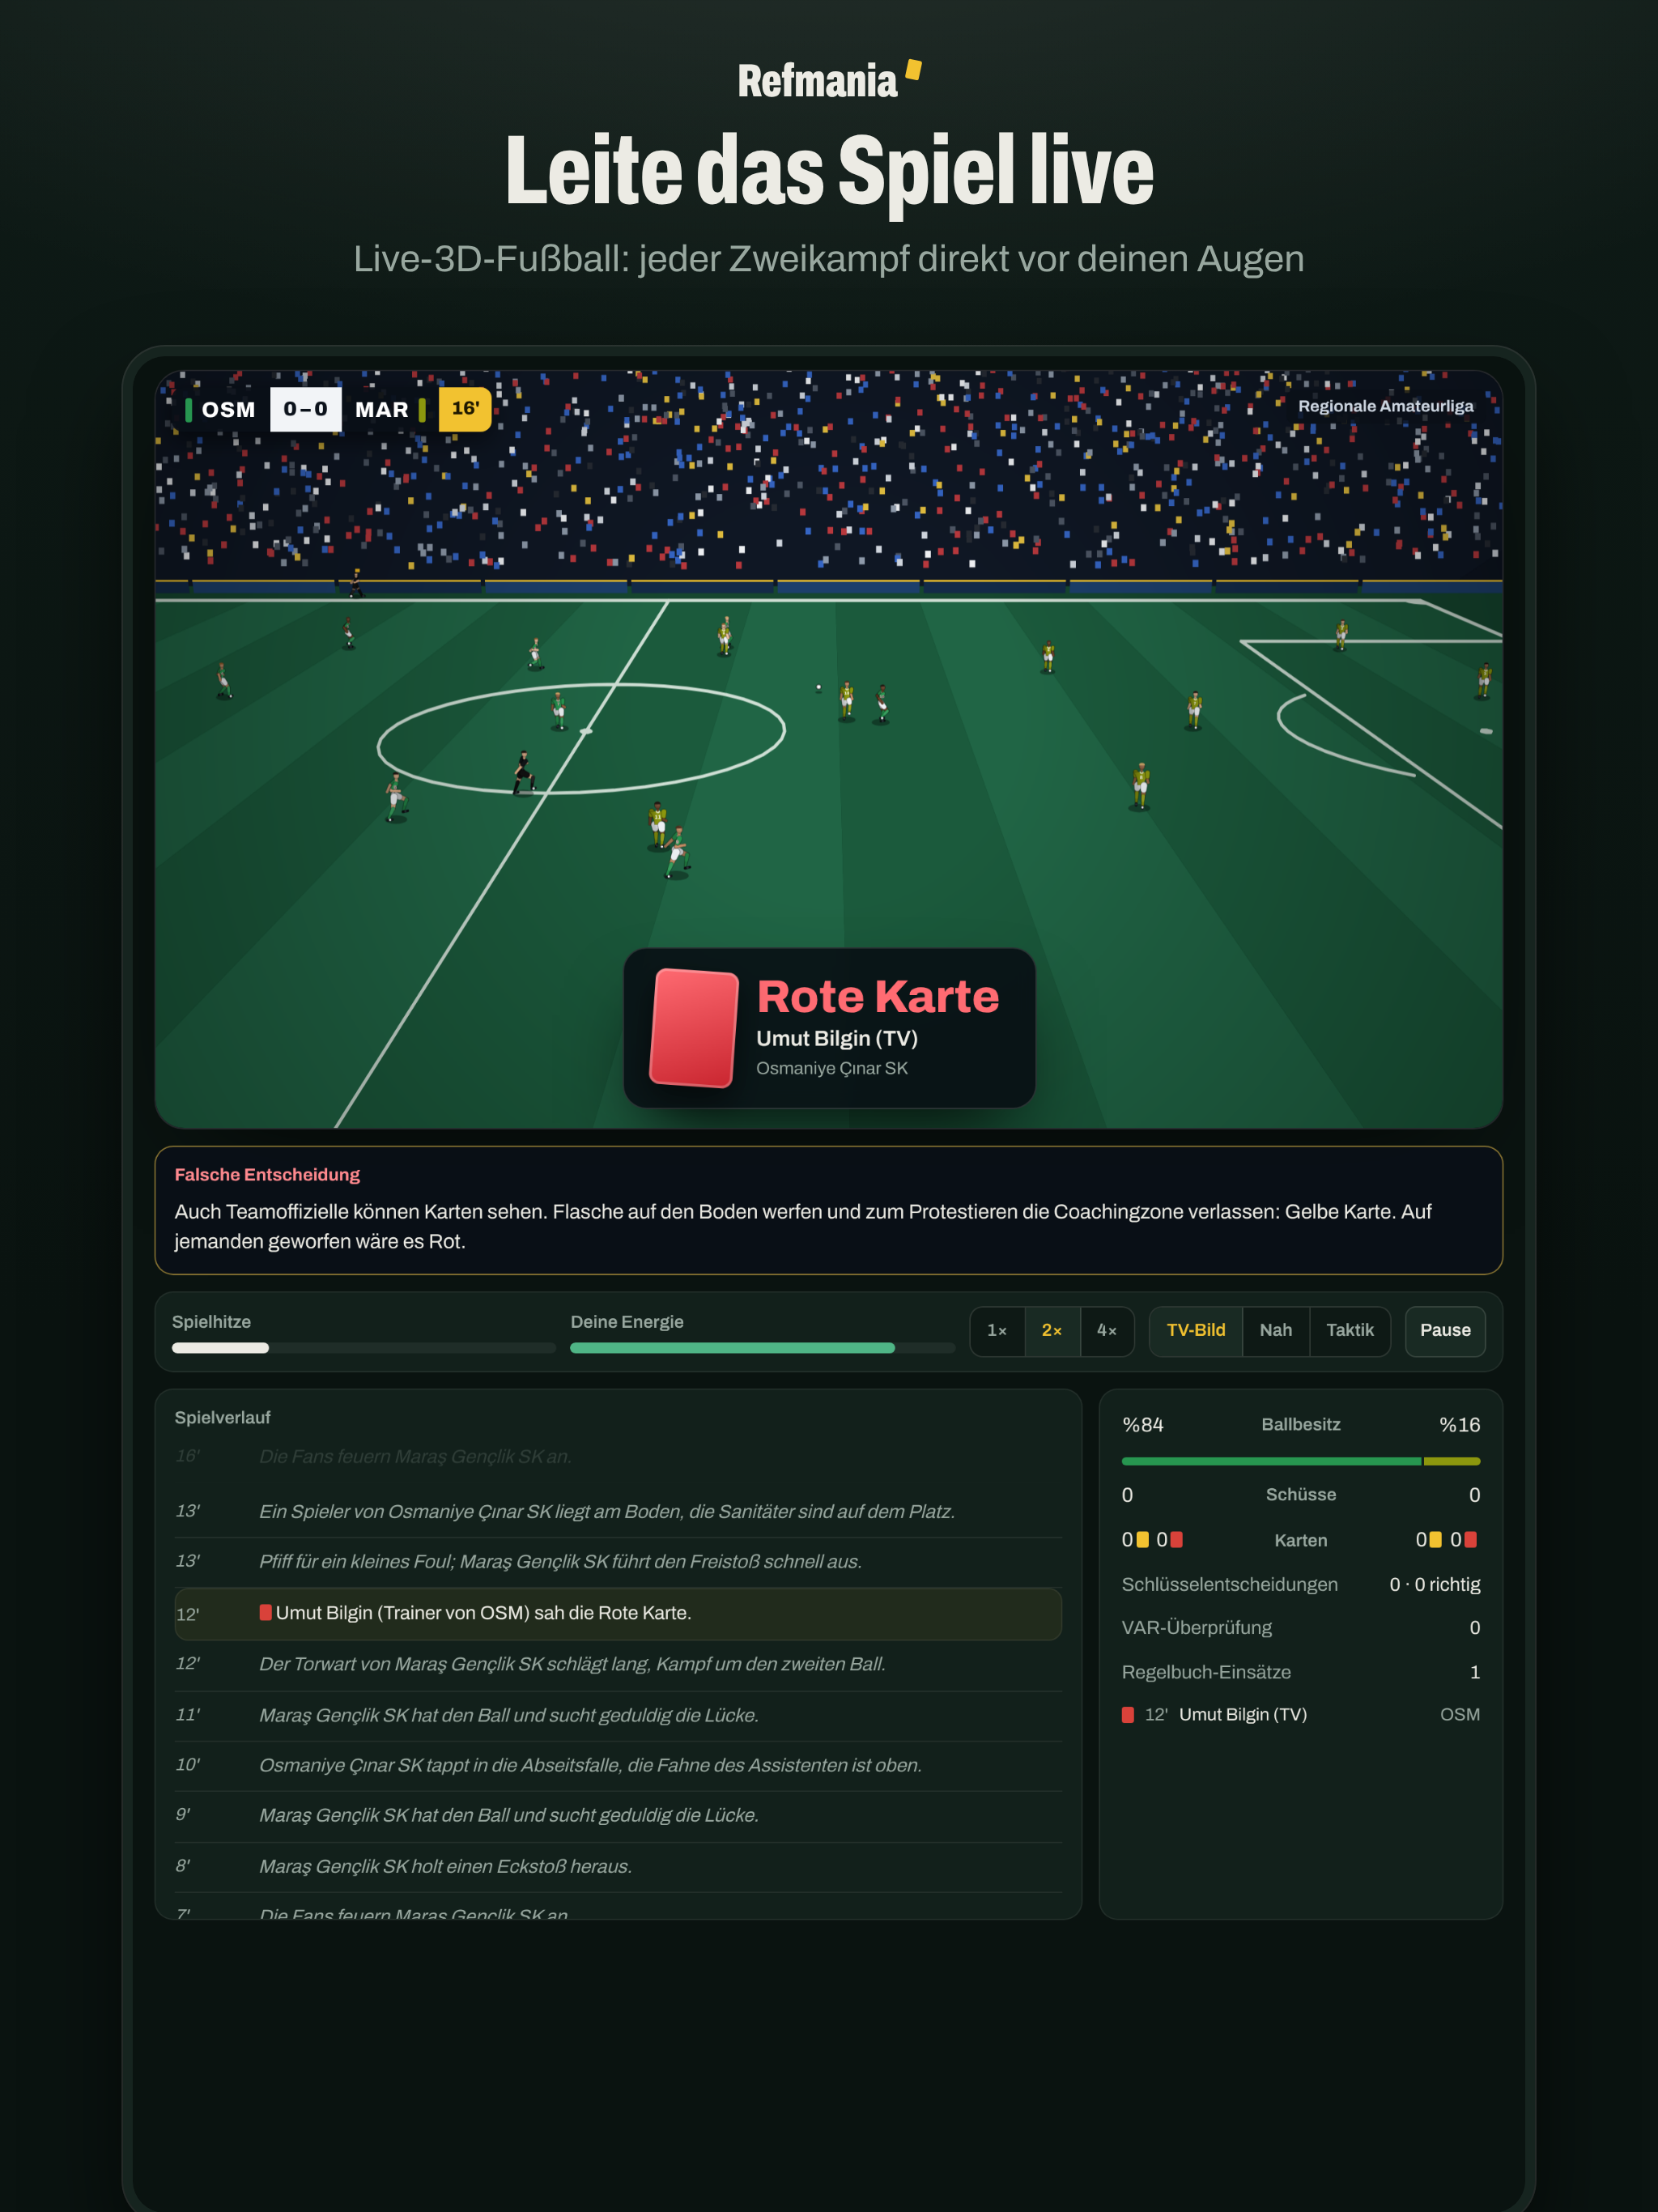 Refmania
Leite das Spiel live
Live-3D-Fußball: jeder Zweikampf direkt vor deinen Augen
OSM 0–0 MAR 16'
Regionale Amateurliga
Rote Karte
Umut Bilgin (TV)
Osmaniye Çınar SK
Falsche Entscheidung
Auch Teamoffizielle können Karten sehen. Flasche auf den Boden werfen und zum Protestieren die Coachingzone verlassen: Gelbe Karte. Auf
jemanden geworfen wäre es Rot.
Spielhitze
Deine Energie
1× 2× 4×
TV-Bild Nah Taktik
Pause
Spielverlauf
16' Die Fans feuern Maraş Gençlik SK an.
13' Ein Spieler von Osmaniye Çınar SK liegt am Boden, die Sanitäter sind auf dem Platz.
13' Pfiff für ein kleines Foul; Maraş Gençlik SK führt den Freistoß schnell aus.
12' Umut Bilgin (Trainer von OSM) sah die Rote Karte.
12' Der Torwart von Maraş Gençlik SK schlägt lang, Kampf um den zweiten Ball.
11' Maraş Gençlik SK hat den Ball und sucht geduldig die Lücke.
10' Osmaniye Çınar SK tappt in die Abseitsfalle, die Fahne des Assistenten ist oben.
9' Maraş Gençlik SK hat den Ball und sucht geduldig die Lücke.
8' Maraş Gençlik SK holt einen Eckstoß heraus.
7' Die Fans feuern Maraş Gençlik SK an.
%84 Ballbesitz %16
0 Schüsse 0
0 0 Karten 0 0
Schlüsselentscheidungen 0 · 0 richtig
VAR-Überprüfung 0
Regelbuch-Einsätze 1
12' Umut Bilgin (TV) OSM